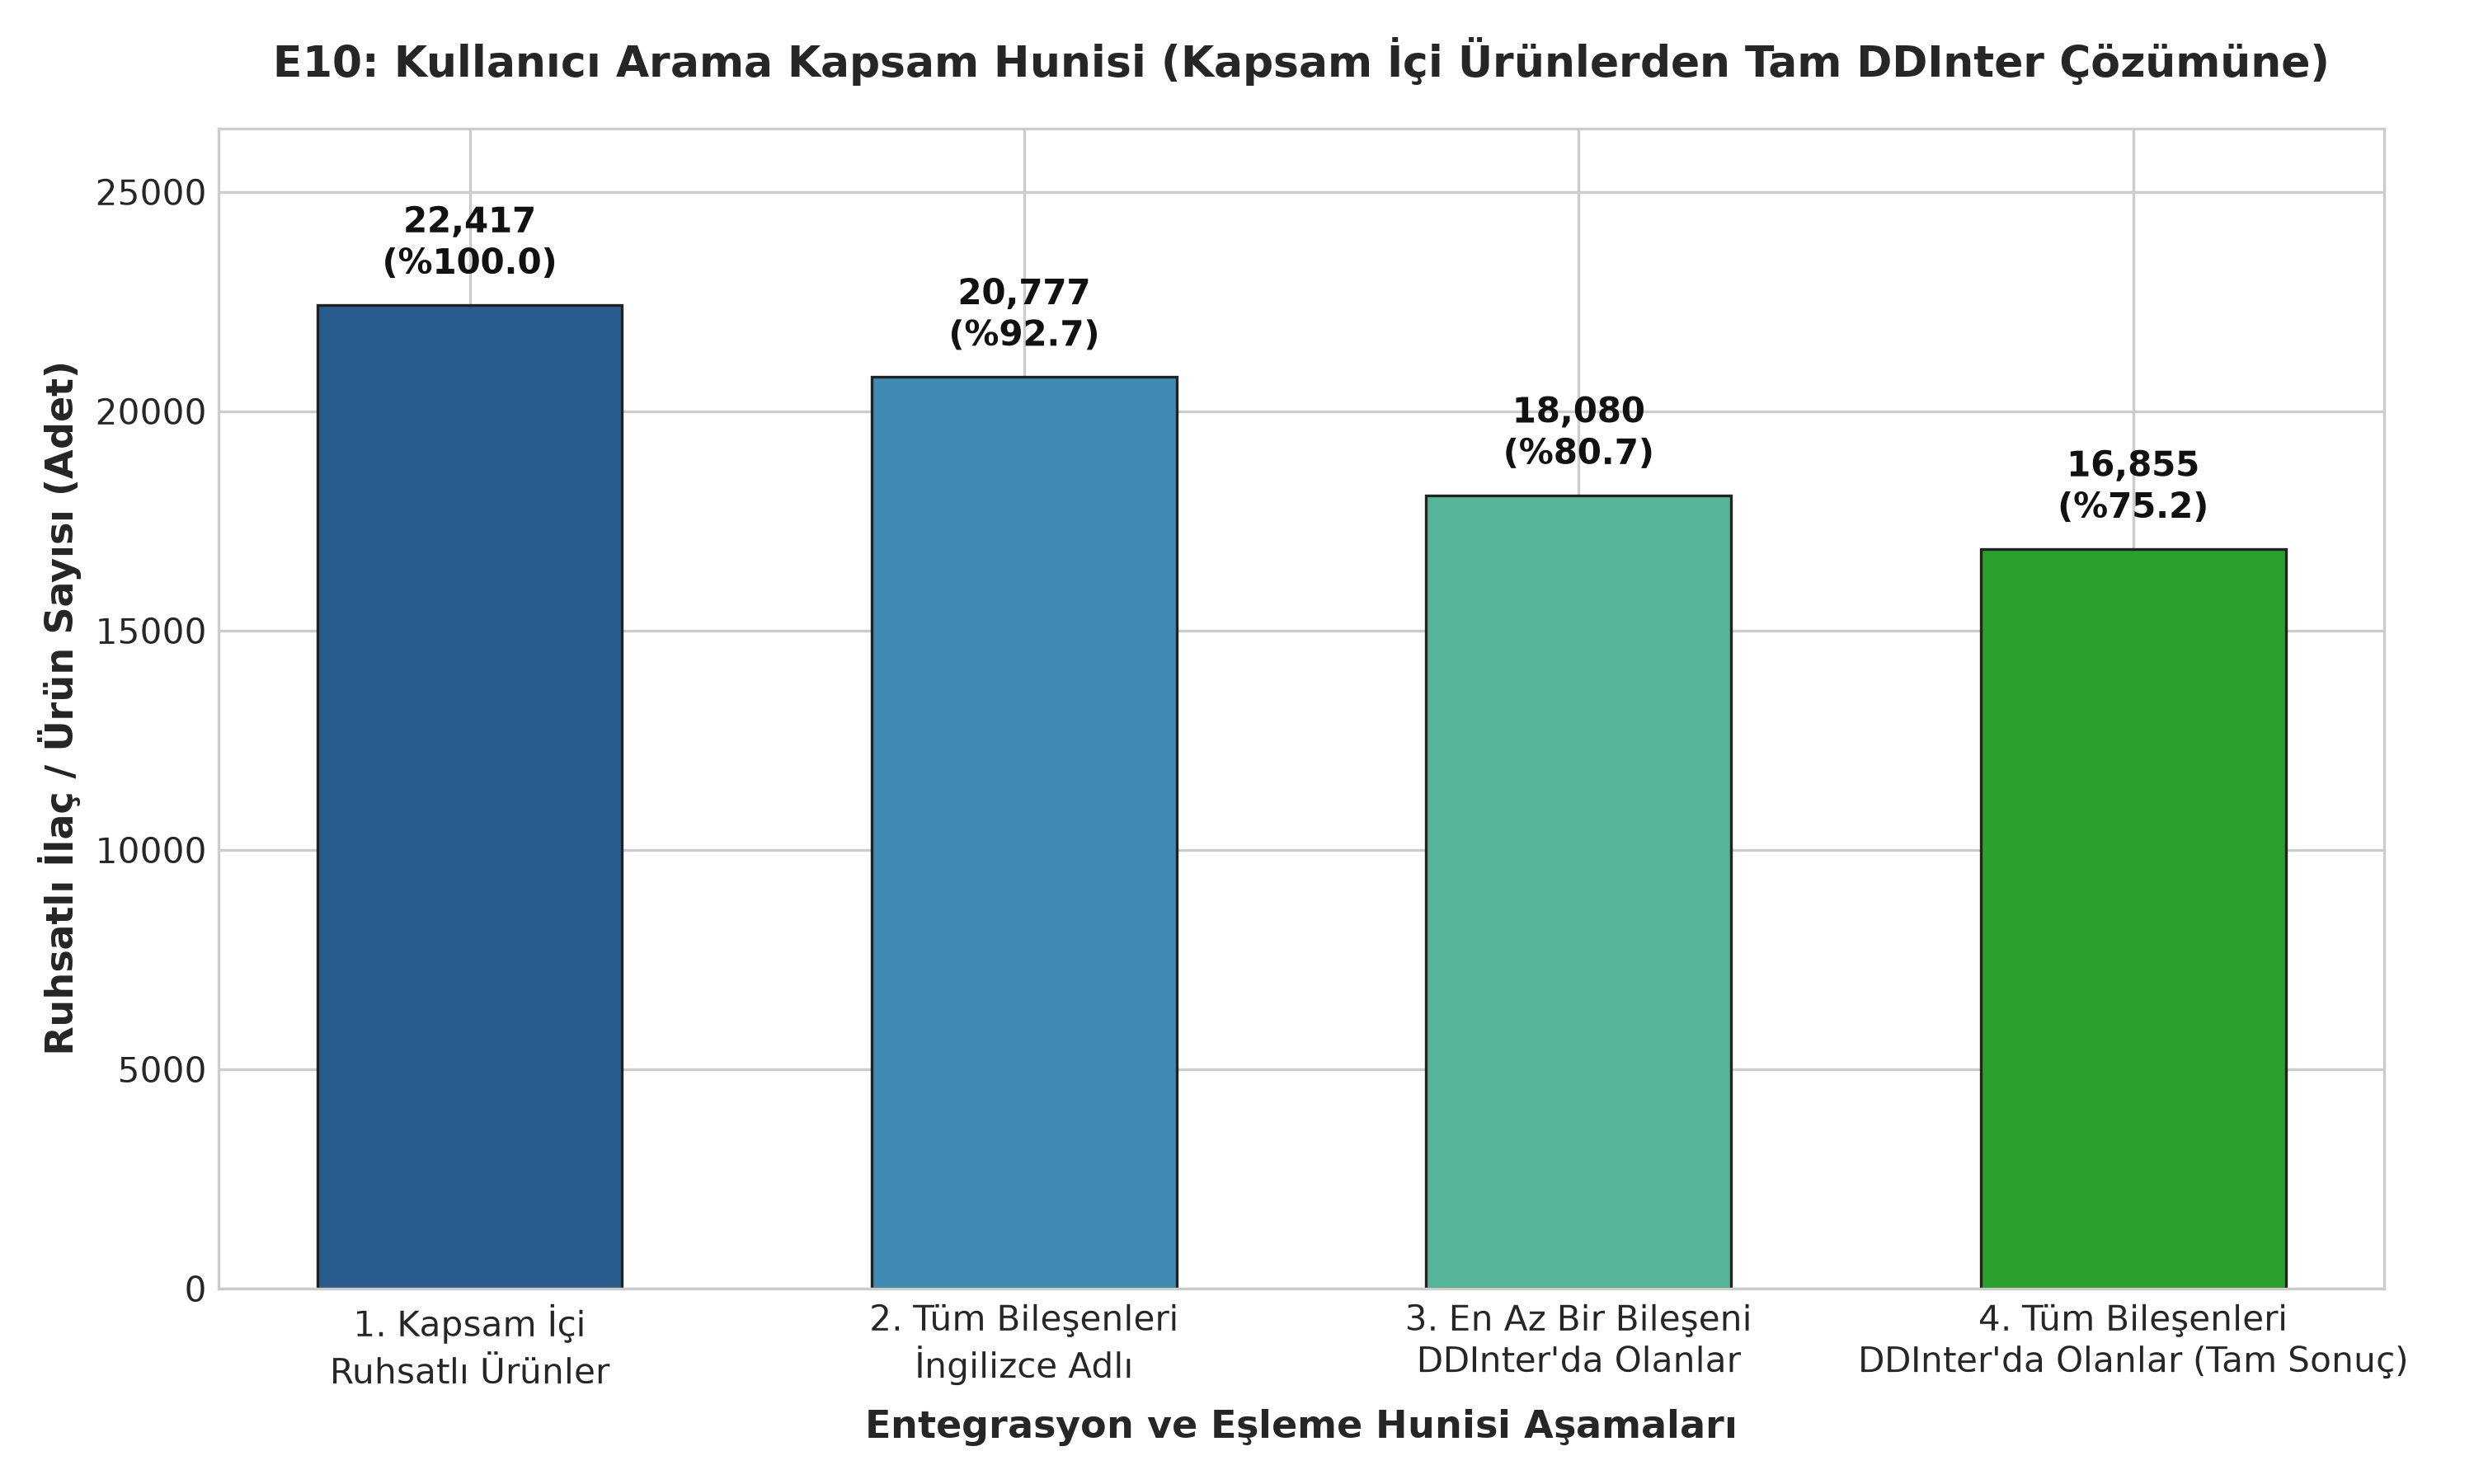 E10: Kullanıcı Arama Kapsam Hunisi (Kapsam İçi Ürünlerden Tam DDInter Çözümüne)
Ruhsatlı İlaç / Ürün Sayısı (Adet)
25000
20000
15000
10000
5000
0
22,417
(%100.0)
20,777
(%92.7)
18,080
(%80.7)
16,855
(%75.2)
1. Kapsam İçi
Ruhsatlı Ürünler
2. Tüm Bileşenleri
İngilizce Adlı
3. En Az Bir Bileşeni
DDInter'da Olanlar
4. Tüm Bileşenleri
DDInter'da Olanlar (Tam Sonuç)
Entegrasyon ve Eşleme Hunisi Aşamaları